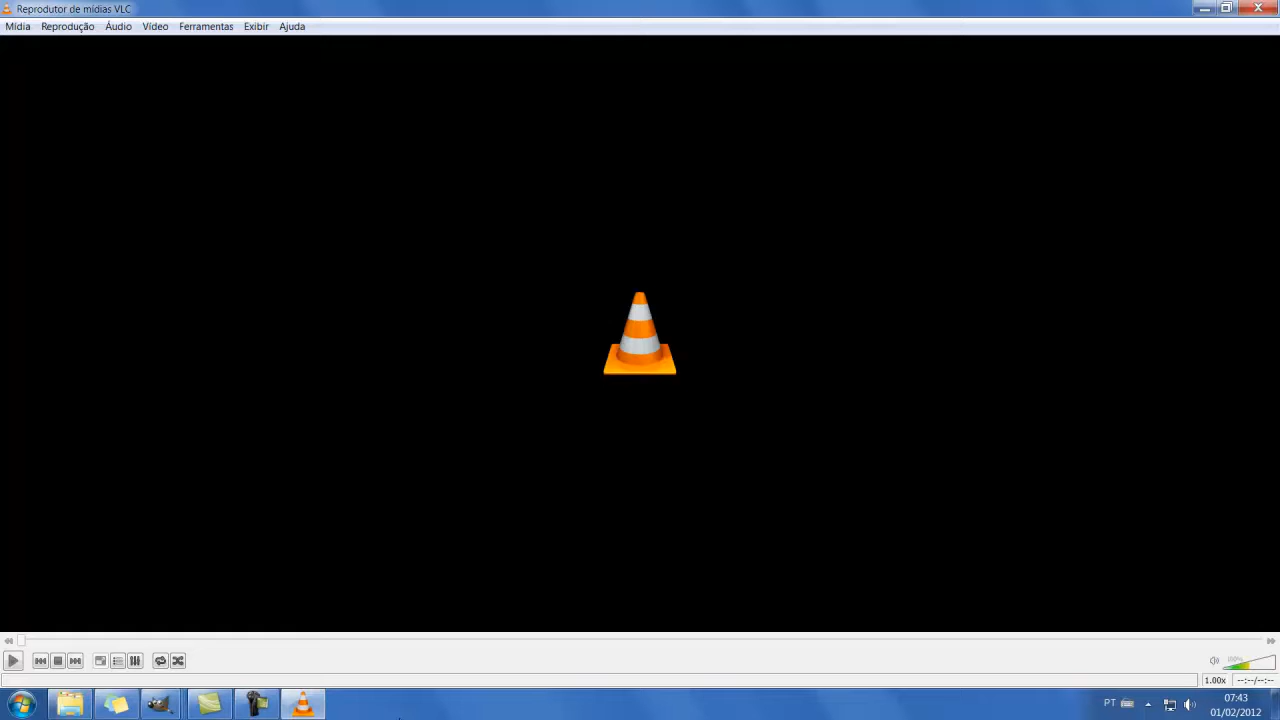 Reprodutor de mídias VLC
Mídia Reprodução Áudio Vídeo Ferramentas Exibir Ajuda
100%
1.00x --:--/--:--
PT
07:43
01/02/2012